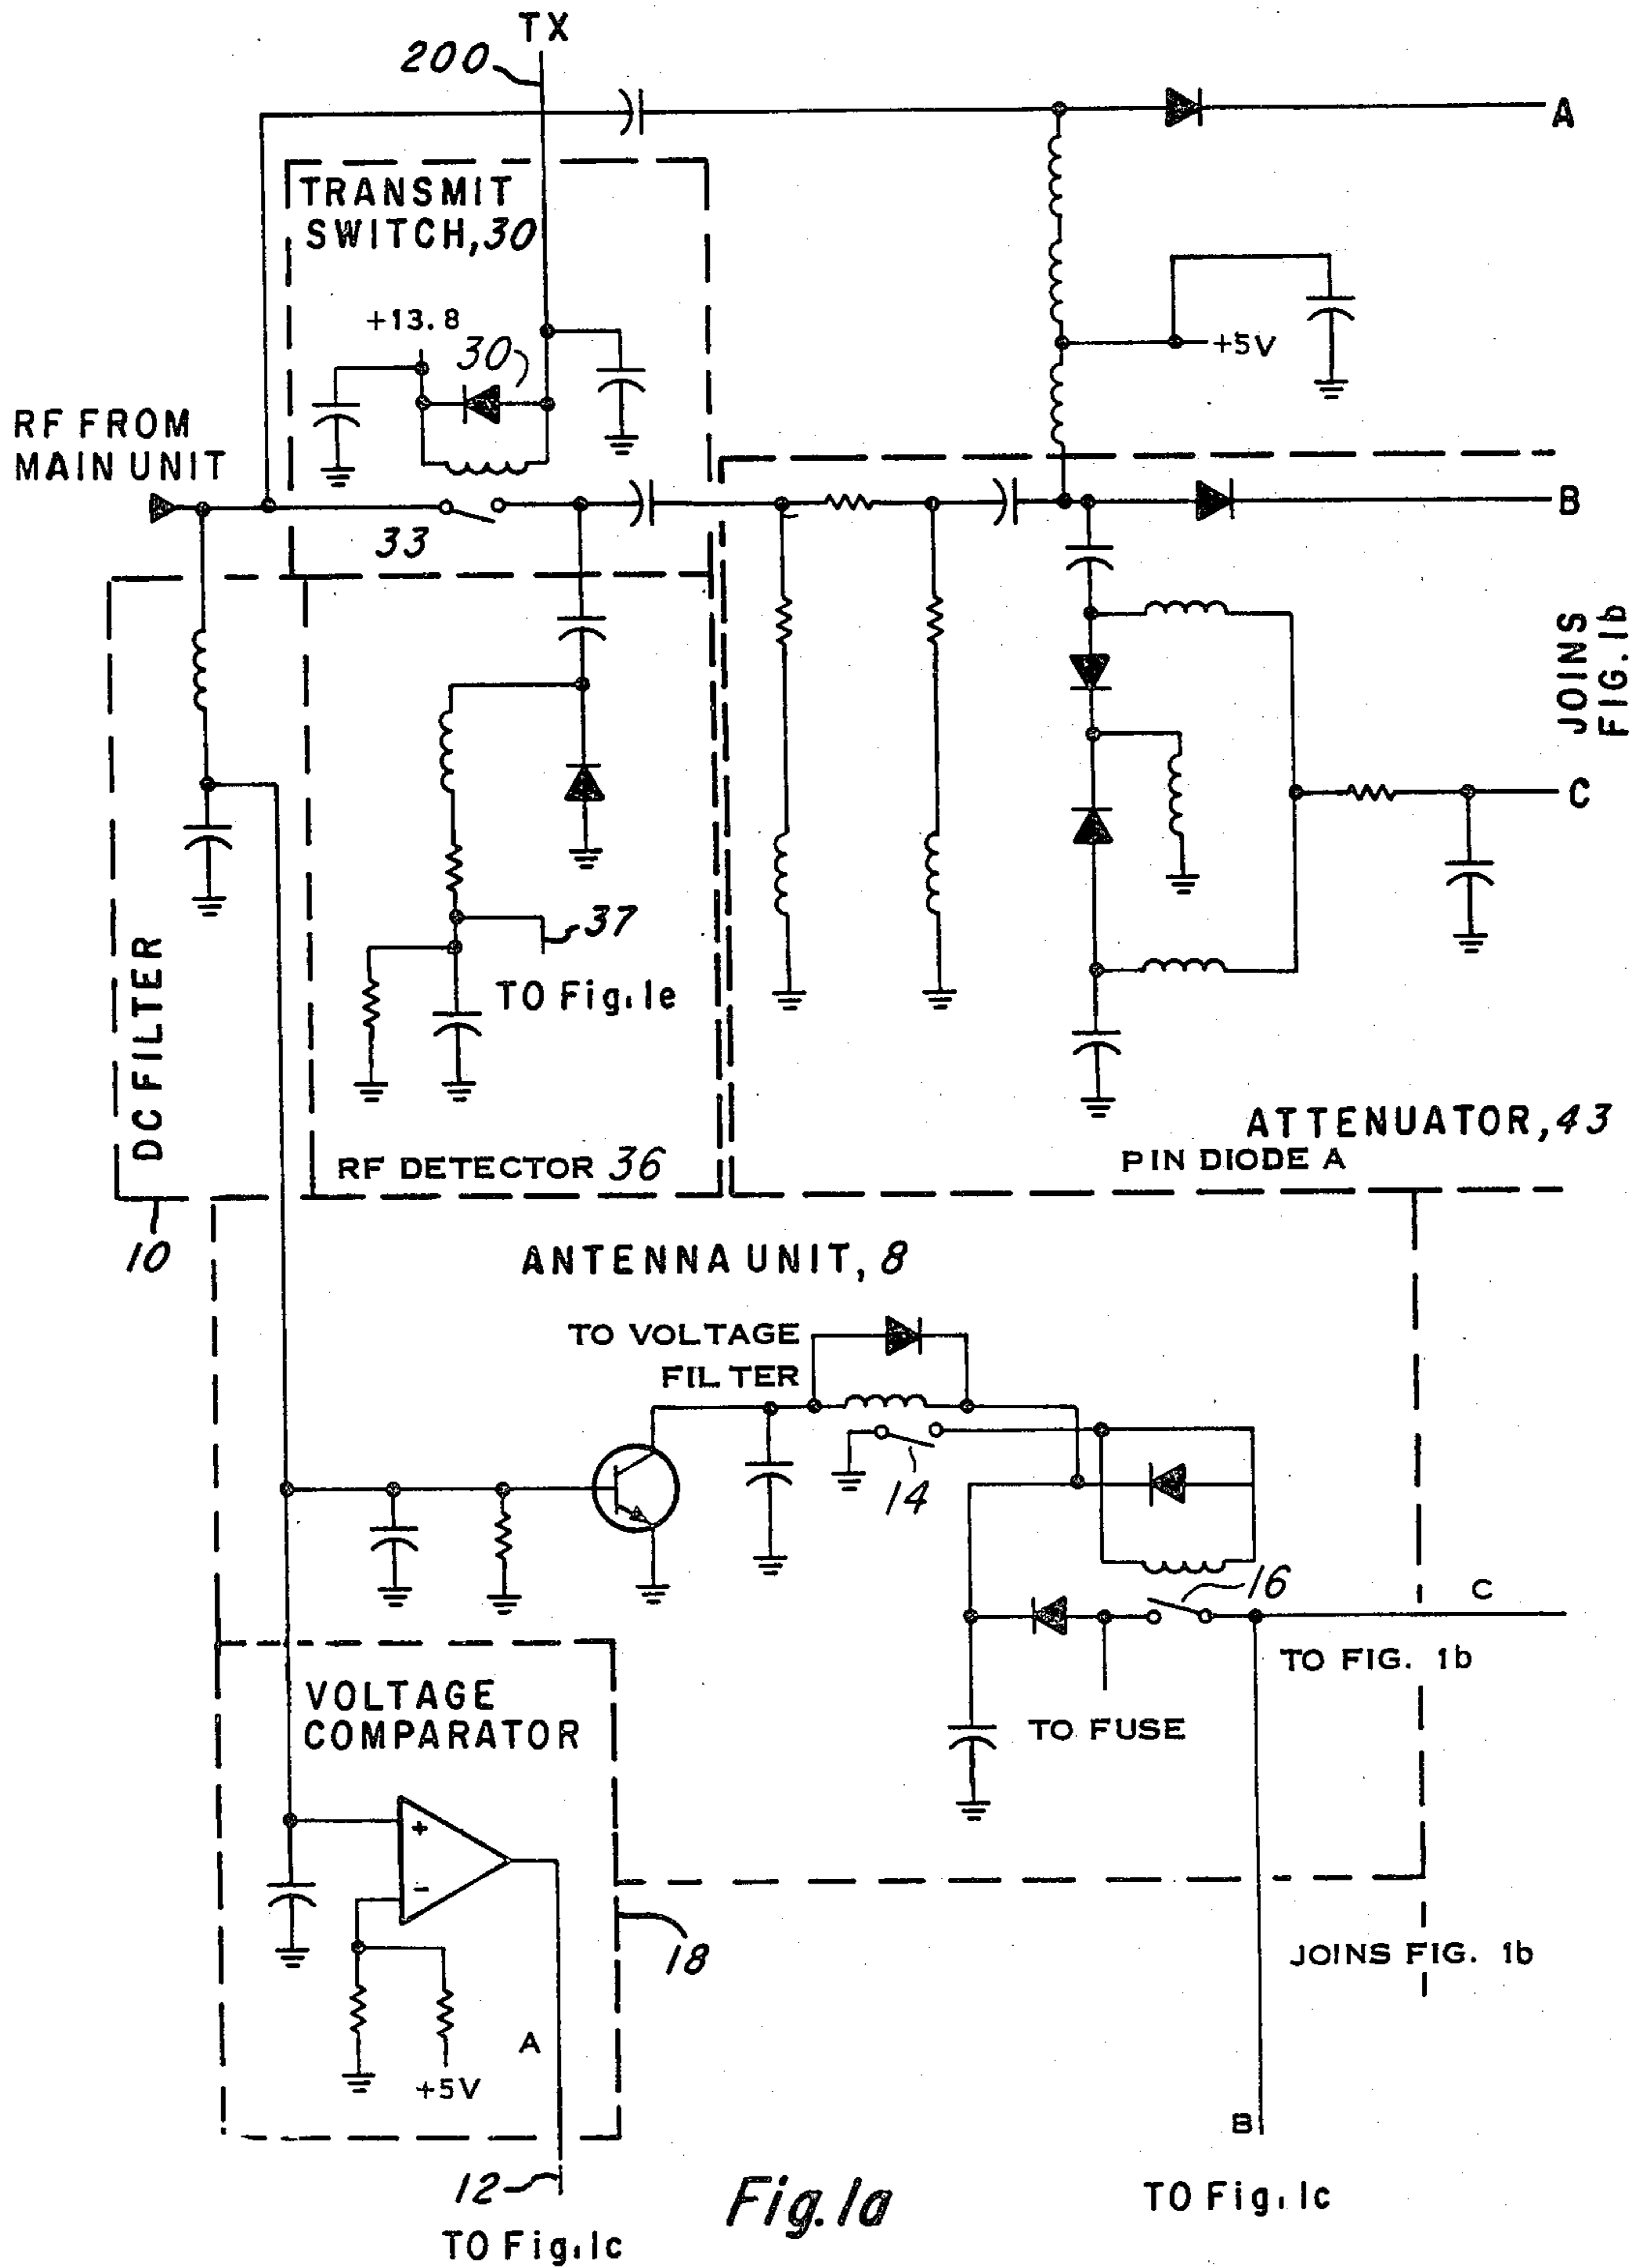 TX
200
A
TRANSMIT
SWITCH, 30
+13.8
30
+5V
RF FROM
MAIN UNIT
B
33
JOINS
FIG. 1b
C
37
TO Fig. 1e
DC FILTER
ATTENUATOR, 43
PIN DIODE A
RF DETECTOR 36
10
ANTENNA UNIT, 8
TO VOLTAGE
FILTER
14
16
C
TO FIG. 1b
TO FUSE
VOLTAGE
COMPARATOR
+
-
18
JOINS FIG. 1b
A
+5V
B
12
Fig. 1a
TO Fig. 1c
TO Fig. 1c